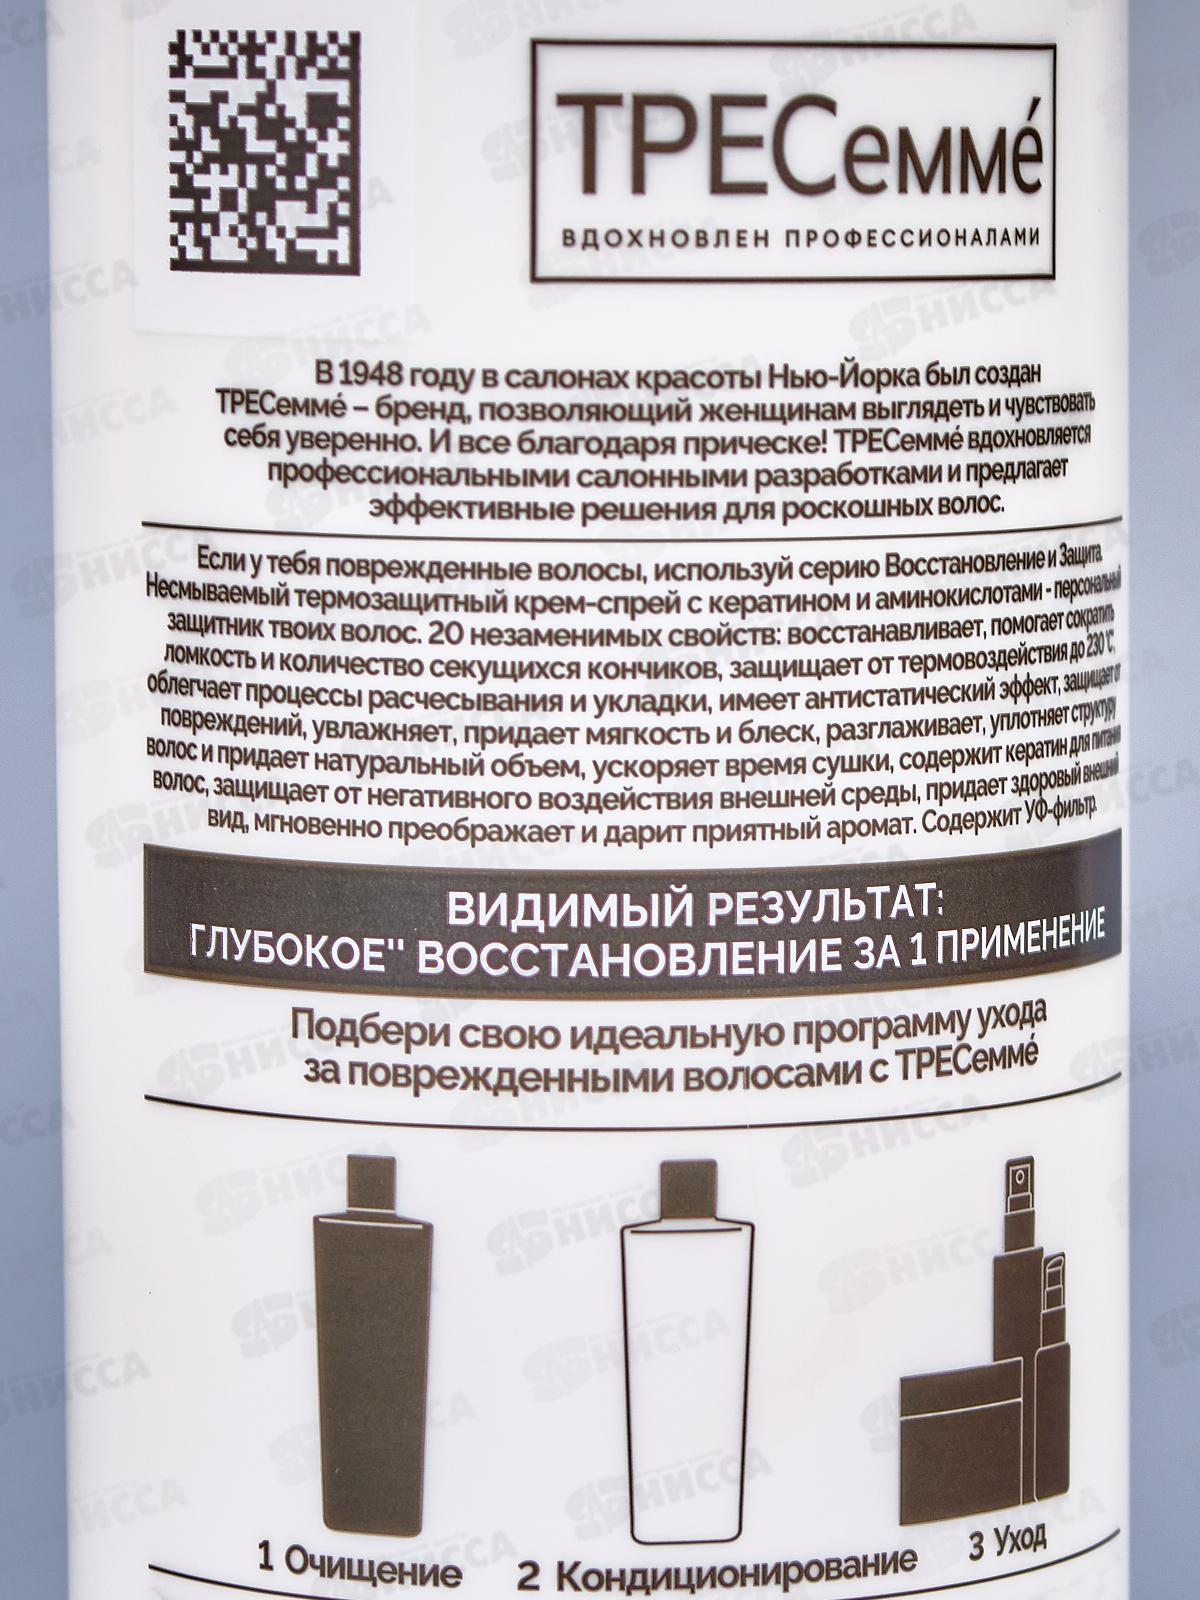 ТРЕСеммé
ВДОХНОВЛЕН ПРОФЕССИОНАЛАМИ
В 1948 году в салонах красоты Нью-Йорка был создан
ТРЕСеммé – бренд, позволяющий женщинам выглядеть и чувствовать
себя уверенно. И все благодаря прическе! ТРЕСеммé вдохновляется
профессиональными салонными разработками и предлагает
эффективные решения для роскошных волос.
Если у тебя поврежденные волосы, используй серию Восстановление и Защита.
Несмываемый термозащитный крем-спрей с кератином и аминокислотами - персональный
защитник твоих волос. 20 незаменимых свойств: восстанавливает, помогает сократить
ломкость и количество секущихся кончиков, защищает от термовоздействия до 230°С,
облегчает процессы расчесывания и укладки, имеет антистатический эффект, защищает от
повреждений, увлажняет, придает мягкость и блеск, разглаживает, уплотняет структуру
волос и придает натуральный объем, ускоряет время сушки, содержит кератин для питания
волос, защищает от негативного воздействия внешней среды, придает здоровый внешний
вид, мгновенно преображает и дарит приятный аромат. Содержит УФ-фильтр.
ВИДИМЫЙ РЕЗУЛЬТАТ:
ГЛУБОКОЕ" ВОССТАНОВЛЕНИЕ ЗА 1 ПРИМЕНЕНИЕ
Подбери свою идеальную программу ухода
за поврежденными волосами с ТРЕСеммé
1 Очищение
2 Кондиционирование
3 Уход